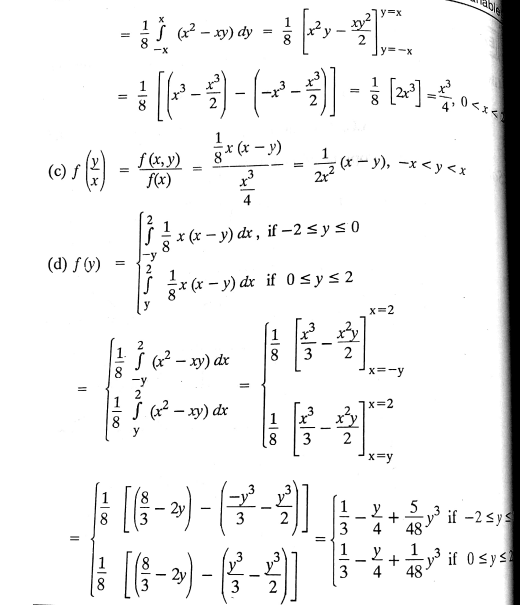 nable
= 1/8 ∫_{-x}^{x} (x² – xy) dy = 1/8 [x²y – xy²/2]_{y=–x}^{y=x}
= 1/8 [(x³ – x³/2) – (–x³ – x³/2)] = 1/8 [2x³] = x³/4, 0 < x <
(c) f(y/x) = f(x,y)/f(x) = (1/8 x (x – y))/(x³/4) = 1/2x² (x – y), –x < y < x
(d) f(y) = { ∫_{–y}^{2} 1/8 x (x – y) dx, if –2 ≤ y ≤ 0
∫_{y}^{2} 1/8 x (x – y) dx if 0 ≤ y ≤ 2
= { 1/8 ∫_{–y}^{2} (x² – xy) dx = { 1/8 [x³/3 – x²y/2]_{x=–y}^{x=2}
1/8 ∫_{y}^{2} (x² – xy) dx 1/8 [x³/3 – x²y/2]_{x=y}^{x=2}
= { 1/8 [(8/3 – 2y) – (–y³/3 – y³/2)] = { 1/3 – y/4 + 5/48 y³ if –2 ≤ y ≤
1/8 [(8/3 – 2y) – (y³/3 – y³/2)] 1/3 – y/4 + 1/48 y³ if 0 ≤ y ≤ 2